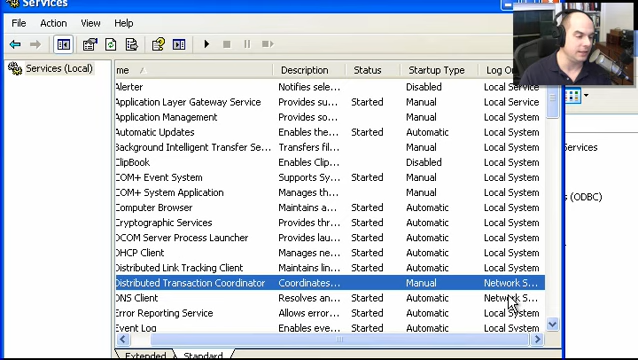 Services
File Action View Help
Services (Local)
me Description Status Startup Type Log On
Alerter Notifies sele... Disabled Local Service
Application Layer Gateway Service Provides su... Started Manual Local Service
Application Management Provides so... Manual Local System
Automatic Updates Enables the... Started Automatic Local System
Background Intelligent Transfer Se... Transfers fil... Manual Local System
ClipBook Enables Clip... Disabled Local System
COM+ Event System Supports Sy... Started Manual Local System
COM+ System Application Manages th... Manual Local System
Computer Browser Maintains a... Started Automatic Local System
Cryptographic Services Provides thr... Started Automatic Local System
DCOM Server Process Launcher Provides lau... Started Automatic Local System
DHCP Client Manages ne... Started Automatic Local System
Distributed Link Tracking Client Maintains lin... Started Automatic Local System
Distributed Transaction Coordinator Coordinates... Manual Network S...
DNS Client Resolves an... Started Automatic Network S...
Error Reporting Service Allows error... Started Automatic Local System
Event Log Enables eve... Started Automatic Local System
Extended Standard
Services
(ODBC)